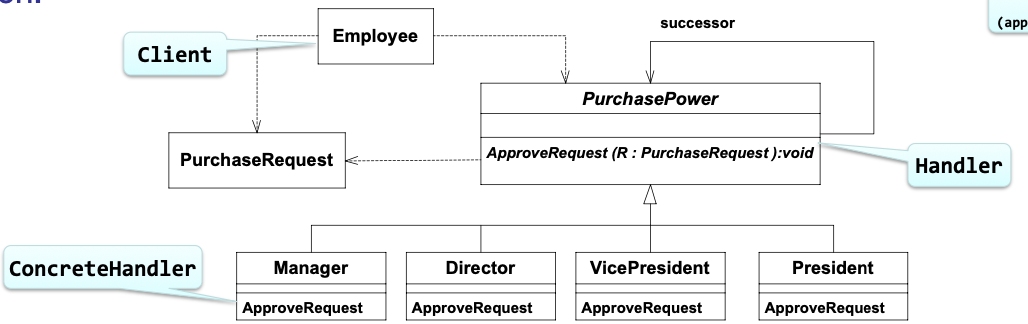 successor
(app
Employee
Client
PurchasePower
PurchaseRequest
ApproveRequest (R : PurchaseRequest ):void
Handler
ConcreteHandler
Manager
Director
VicePresident
President
ApproveRequest
ApproveRequest
ApproveRequest
ApproveRequest